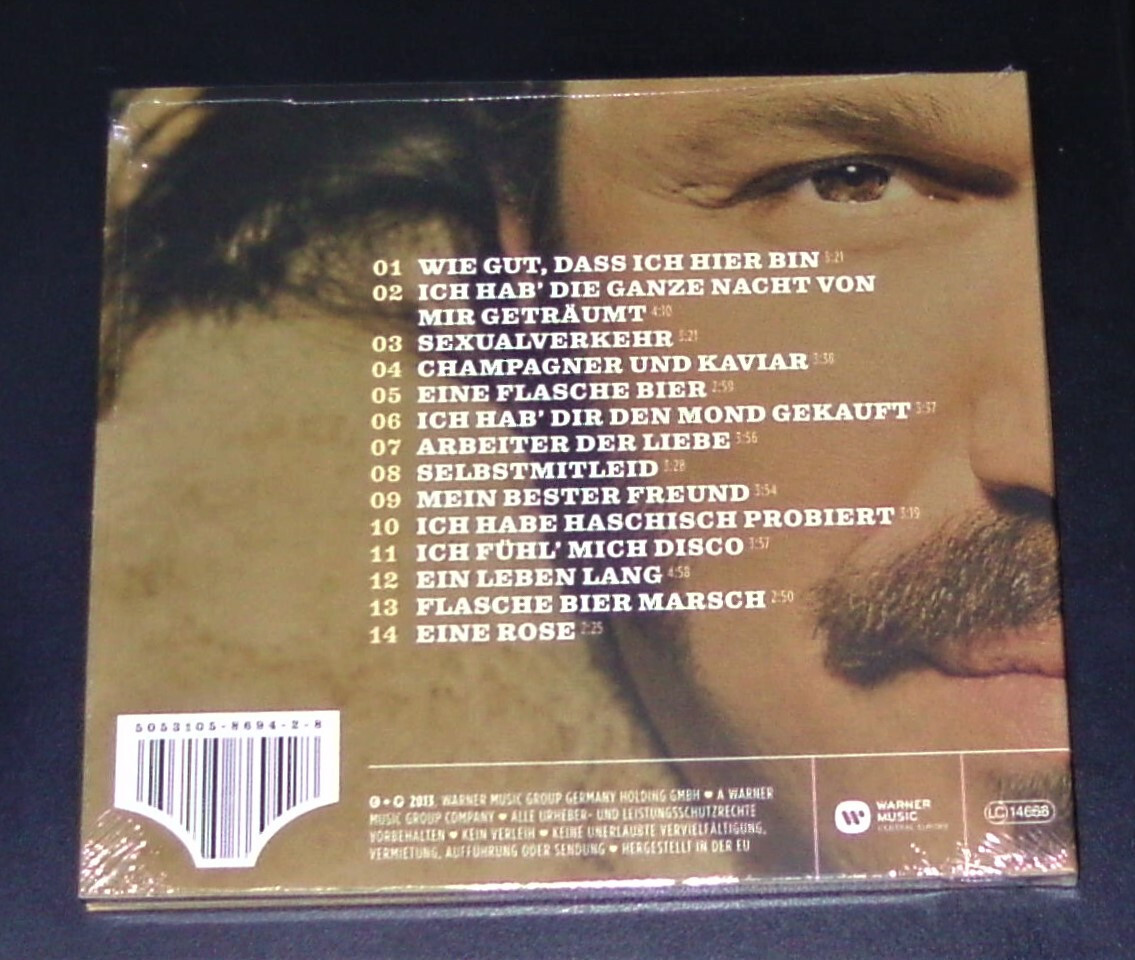 01 WIE GUT, DASS ICH HIER BIN 3:21
02 ICH HAB' DIE GANZE NACHT VON
MIR GETRÄUMT 4:10
03 SEXUALVERKEHR 3:21
04 CHAMPAGNER UND KAVIAR 3:36
05 EINE FLASCHE BIER 2:59
06 ICH HAB' DIR DEN MOND GEKAUFT 3:37
07 ARBEITER DER LIEBE 3:56
08 SELBSTMITLEID 3:28
09 MEIN BESTER FREUND 3:54
10 ICH HABE HASCHISCH PROBIERT 3:19
11 ICH FÜHL' MICH DISCO 3:57
12 EIN LEBEN LANG 4:58
13 FLASCHE BIER MARSCH 2:50
14 EINE ROSE 2:25
5053105-8694-2-8
℗ + © 2013, WARNER MUSIC GROUP GERMANY HOLDING GMBH ♥ A WARNER
MUSIC GROUP COMPANY ♥ ALLE URHEBER- UND LEISTUNGSSCHUTZRECHTE
VORBEHALTEN ♥ KEIN VERLEIH ♥ KEINE UNERLAUBTE VERVIELFÄLTIGUNG,
VERMIETUNG, AUFFÜHRUNG ODER SENDUNG ♥ HERGESTELLT IN DER EU
WARNER
MUSIC
CENTRAL EUROPE
LC 14666